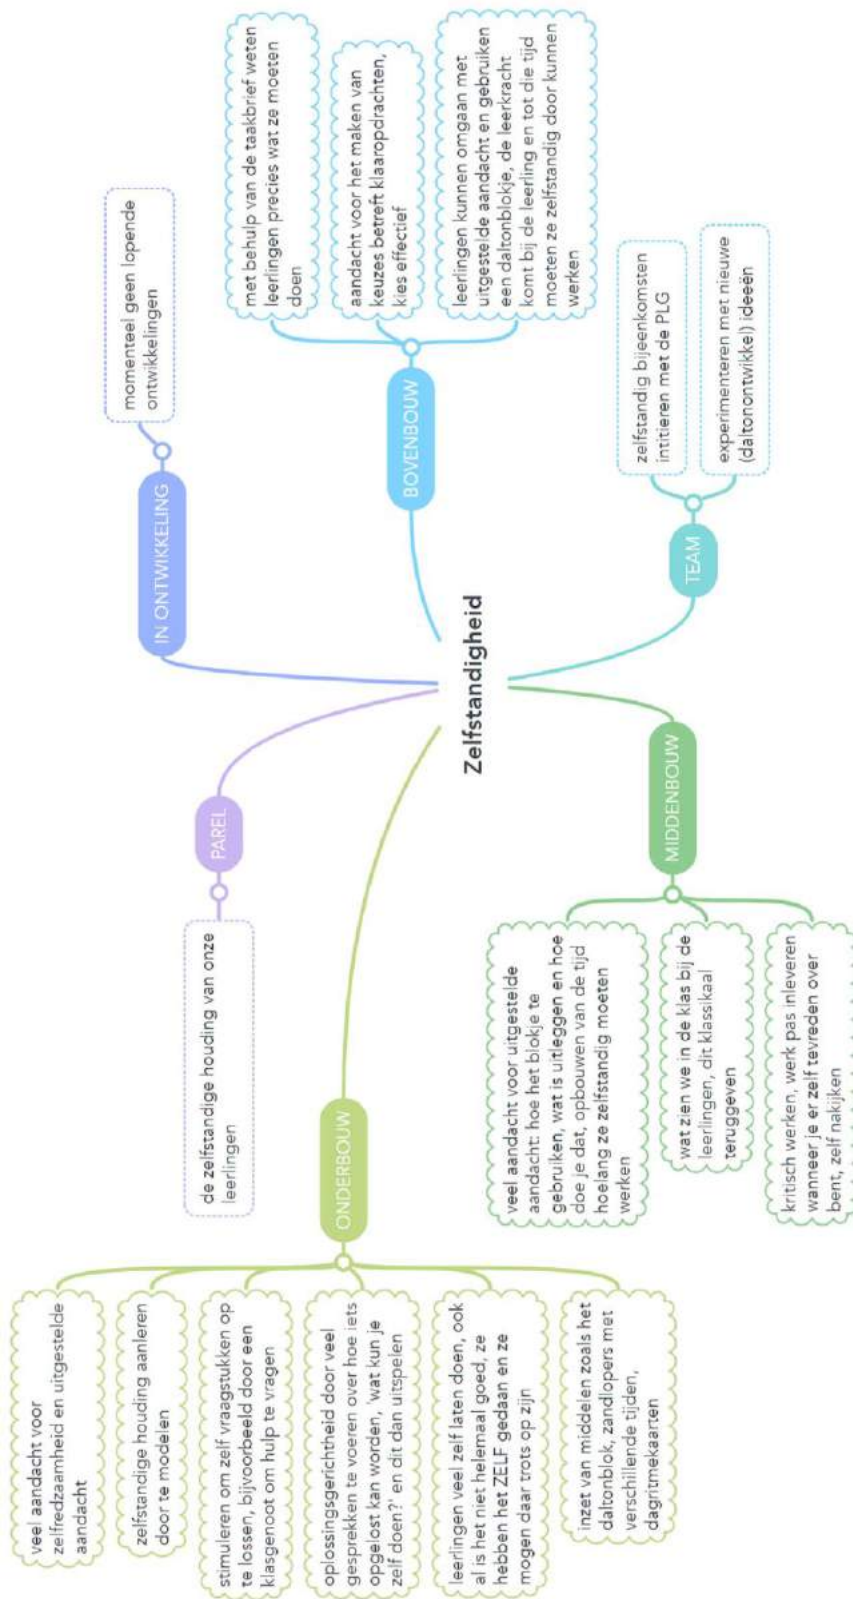 Zelfstandigheid
IN ONTWIKKELING
momenteel geen lopende
ontwikkelingen
BOVENBOUW
met behulp van de taakbrief weten
leerlingen precies wat ze moeten
doen
aandacht voor het maken van
keuzes betreft klaaropdrachten,
kies effectief
leerlingen kunnen omgaan met
uitgestelde aandacht en gebruiken
een daltonblokje, de leerkracht
komt bij de leerling en tot die tijd
moeten ze zelfstandig door kunnen
werken
TEAM
zelfstandig bijeenkomsten
intitieren met de PLG
experimenteren met nieuwe
(daltonontwikkel) ideeën
PAREL
de zelfstandige houding van onze
leerlingen
ONDERBOUW
veel aandacht voor
zelfredzaamheid en uitgestelde
aandacht
zelfstandige houding aanleren
door te modelen
stimuleren om zelf vraagstukken op
te lossen, bijvoorbeeld door een
klasgenoot om hulp te vragen
oplossingsgerichtheid door veel
gesprekken te voeren over hoe iets
opgelost kan worden, 'wat kun je
zelf doen?' en dit dan uitspelen
leerlingen veel zelf laten doen, ook
al is het niet helemaal goed, ze
hebben het ZELF gedaan en ze
mogen daar trots op zijn
inzet van middelen zoals het
daltonblok, zandlopers met
verschillende tijden,
dagritmekaarten
MIDDENBOUW
veel aandacht voor uitgestelde
aandacht: hoe het blokje te
gebruiken, wat is uitleggen en hoe
doe je dat, opbouwen van de tijd
hoelang ze zelfstandig moeten
werken
wat zien we in de klas bij de
leerlingen, dit klassikaal
teruggeven
kritisch werken, werk pas inleveren
wanneer je er zelf tevreden over
bent, zelf nakijken